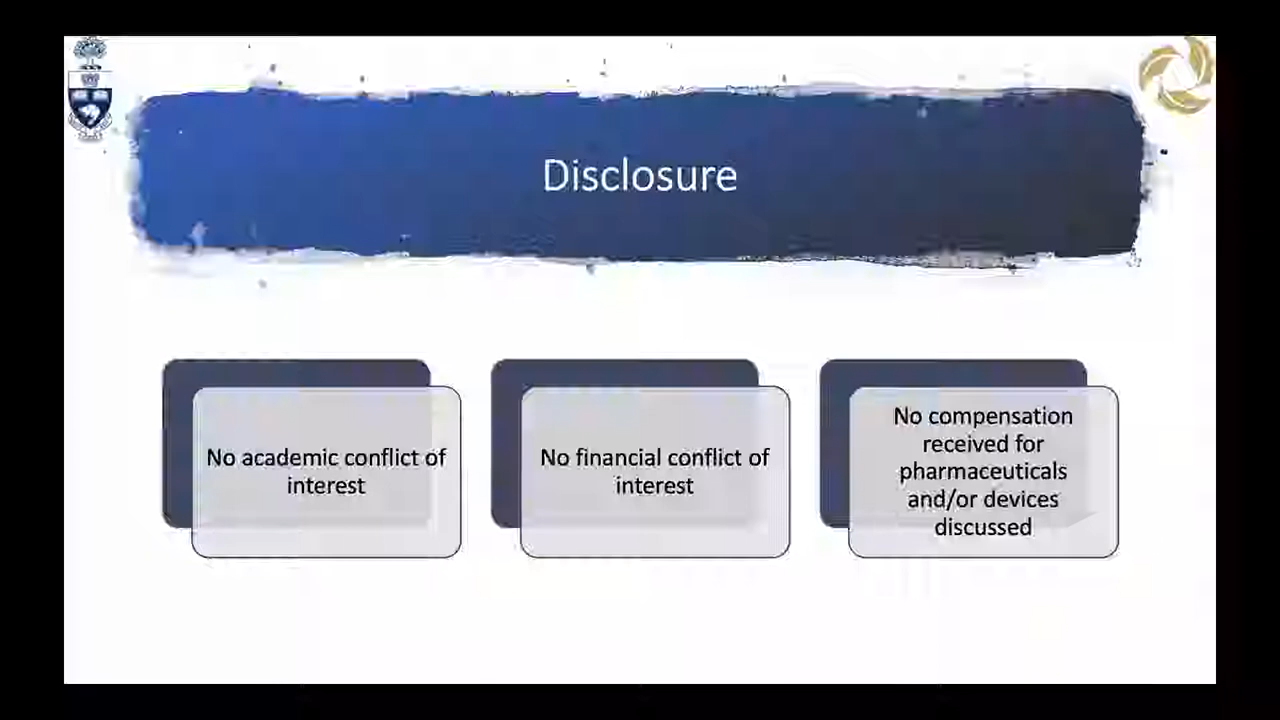 Disclosure
No academic conflict of
interest
No financial conflict of
interest
No compensation
received for
pharmaceuticals
and/or devices
discussed